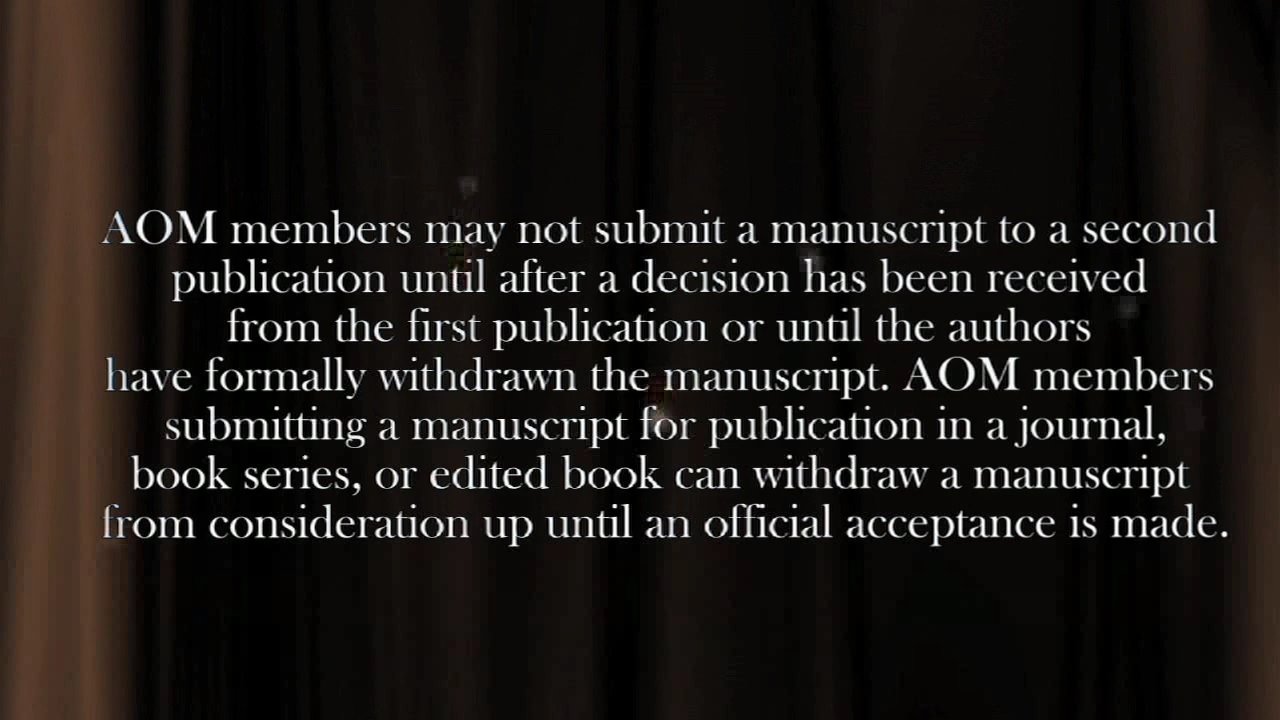 AOM members may not submit a manuscript to a second
publication until after a decision has been received
from the first publication or until the authors
have formally withdrawn the manuscript. AOM members
submitting a manuscript for publication in a journal,
book series, or edited book can withdraw a manuscript
from consideration up until an official acceptance is made.